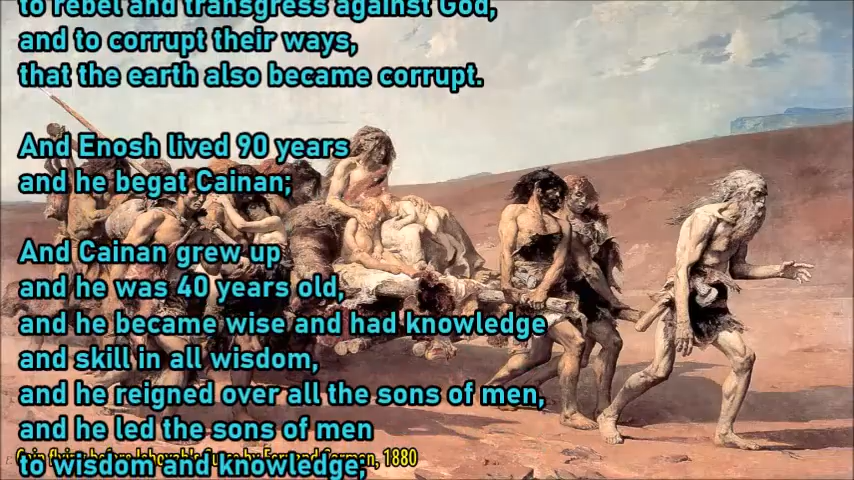 to rebel and transgress against God,
and to corrupt their ways,
that the earth also became corrupt.
And Enosh lived 90 years
and he begat Cainan;
And Cainan grew up
and he was 40 years old,
and he became wise and had knowledge
and skill in all wisdom,
and he reigned over all the sons of men,
and he led the sons of men
to wisdom and knowledge;
1880